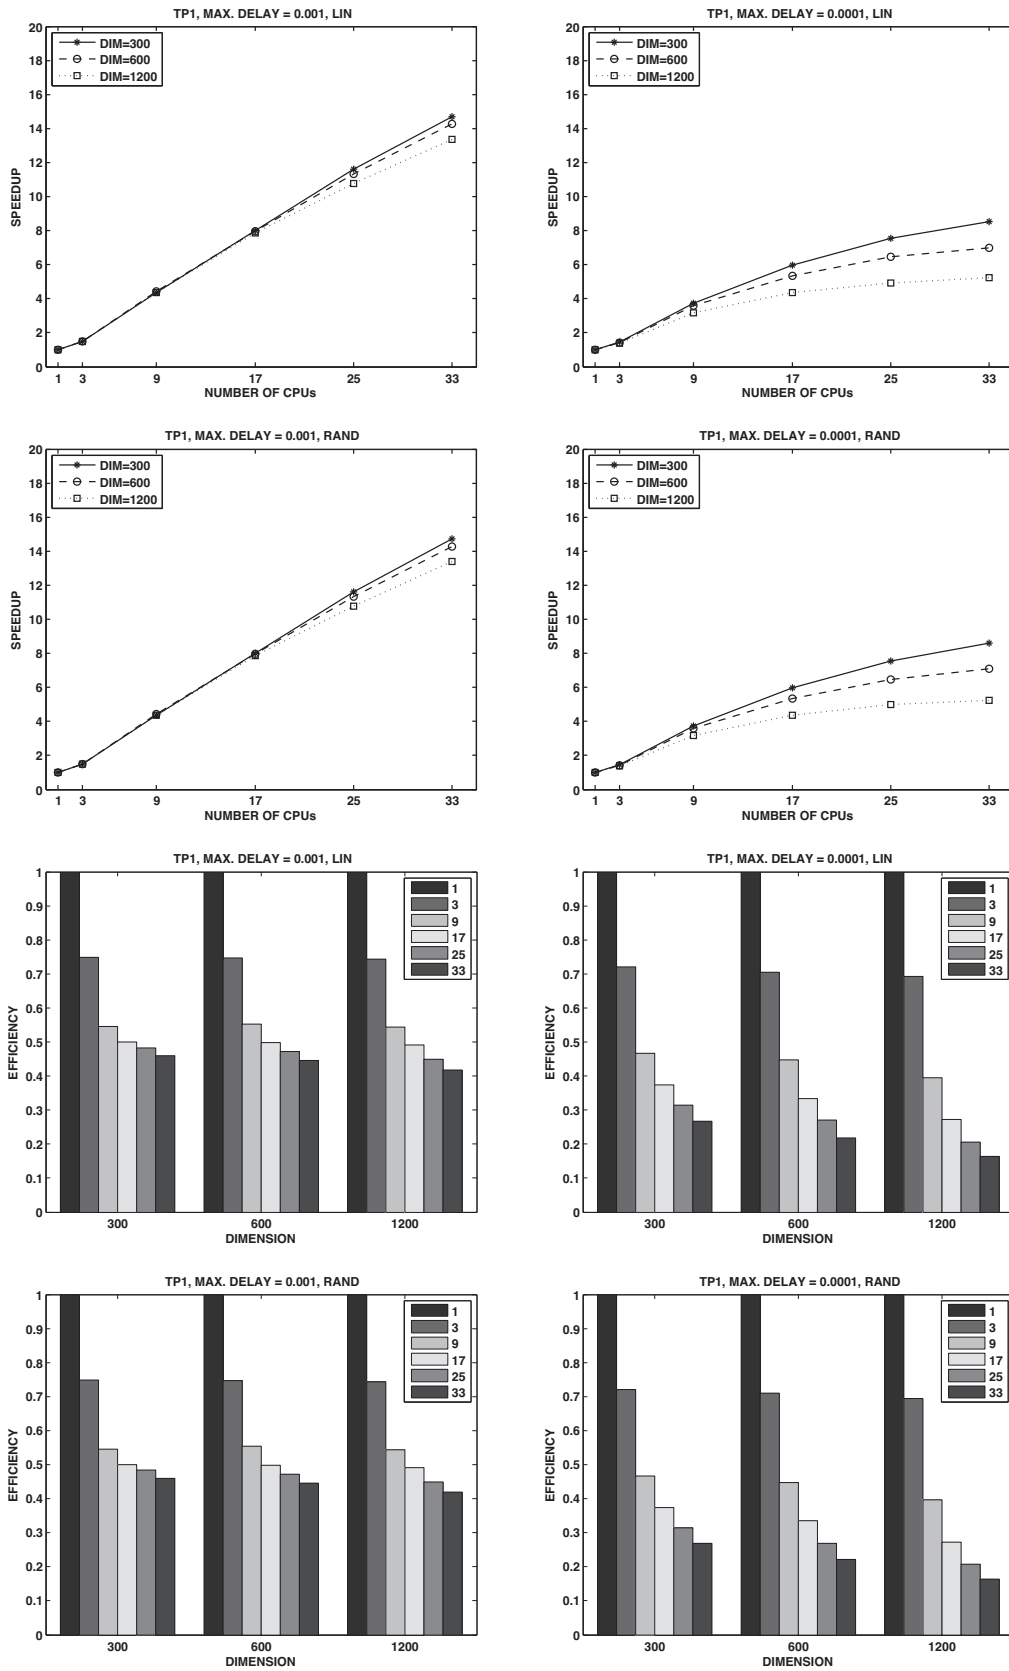 TP1, MAX. DELAY = 0.001, LIN
20
18
16
14
12
10
8
6
4
2
0
SPEEDUP
DIM=300
DIM=600
DIM=1200
1 3 9 17 25 33
NUMBER OF CPUs
TP1, MAX. DELAY = 0.0001, LIN
20
18
16
14
12
10
8
6
4
2
0
SPEEDUP
DIM=300
DIM=600
DIM=1200
1 3 9 17 25 33
NUMBER OF CPUs
TP1, MAX. DELAY = 0.001, RAND
20
18
16
14
12
10
8
6
4
2
0
SPEEDUP
DIM=300
DIM=600
DIM=1200
1 3 9 17 25 33
NUMBER OF CPUs
TP1, MAX. DELAY = 0.0001, RAND
20
18
16
14
12
10
8
6
4
2
0
SPEEDUP
DIM=300
DIM=600
DIM=1200
1 3 9 17 25 33
NUMBER OF CPUs
TP1, MAX. DELAY = 0.001, LIN
1
0.9
0.8
0.7
0.6
0.5
0.4
0.3
0.2
0.1
0
EFFICIENCY
1
3
9
17
25
33
300 600 1200
DIMENSION
TP1, MAX. DELAY = 0.0001, LIN
1
0.9
0.8
0.7
0.6
0.5
0.4
0.3
0.2
0.1
0
EFFICIENCY
1
3
9
17
25
33
300 600 1200
DIMENSION
TP1, MAX. DELAY = 0.001, RAND
1
0.9
0.8
0.7
0.6
0.5
0.4
0.3
0.2
0.1
0
EFFICIENCY
1
3
9
17
25
33
300 600 1200
DIMENSION
TP1, MAX. DELAY = 0.0001, RAND
1
0.9
0.8
0.7
0.6
0.5
0.4
0.3
0.2
0.1
0
EFFICIENCY
1
3
9
17
25
33
300 600 1200
DIMENSION